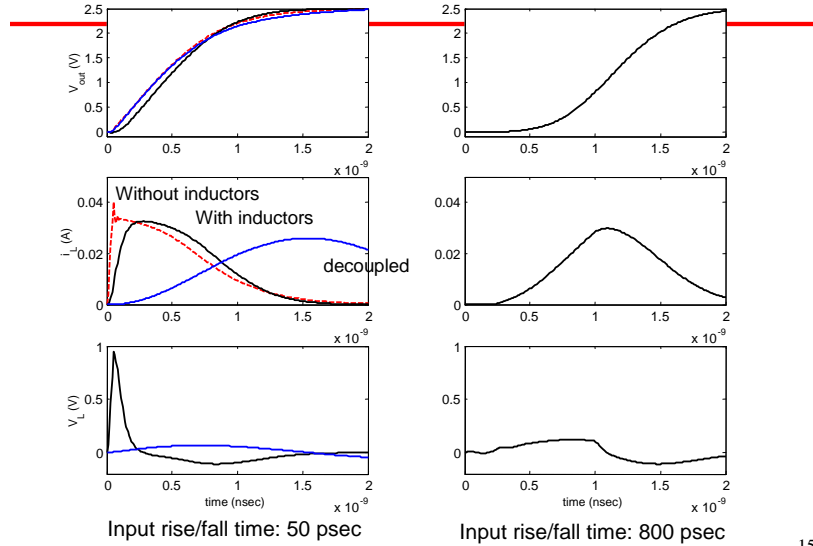 2.5
2
1.5
1
0.5
0
V_out (V)
0 0.5 1 1.5 2
x 10^-9
2.5
2
1.5
1
0.5
0
0 0.5 1 1.5 2
x 10^-9
0.04
0.02
0
i_L (A)
Without inductors
With inductors
decoupled
0 0.5 1 1.5 2
x 10^-9
0.04
0.02
0
0 0.5 1 1.5 2
x 10^-9
1
0.5
0
V_L (V)
0 0.5 1 1.5 2
time (nsec)
x 10^-9
Input rise/fall time: 50 psec
1
0.5
0
0 0.5 1 1.5 2
time (nsec)
x 10^-9
Input rise/fall time: 800 psec